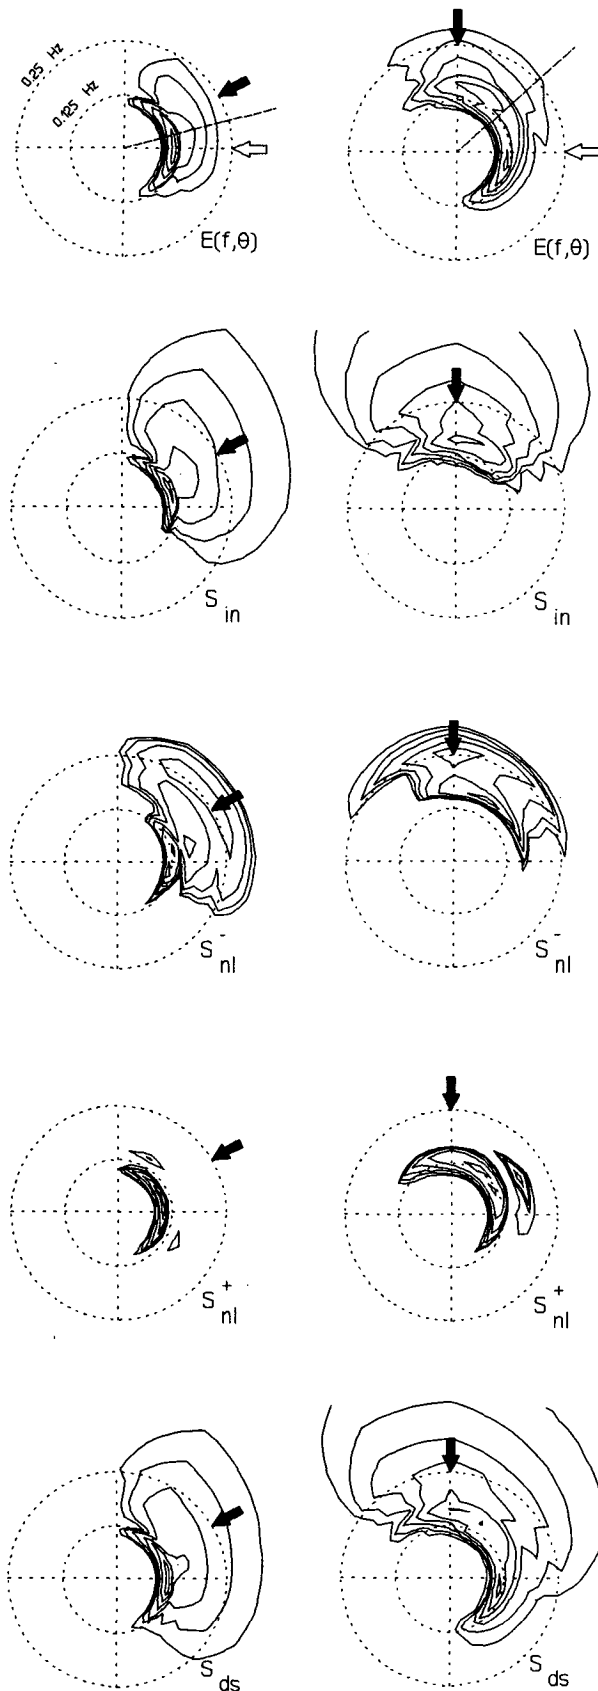 0.25 Hz
0.125 Hz
E(f,θ)
E(f,θ)
S in
S in
S nl -
S nl -
S nl +
S nl +
S ds
S ds